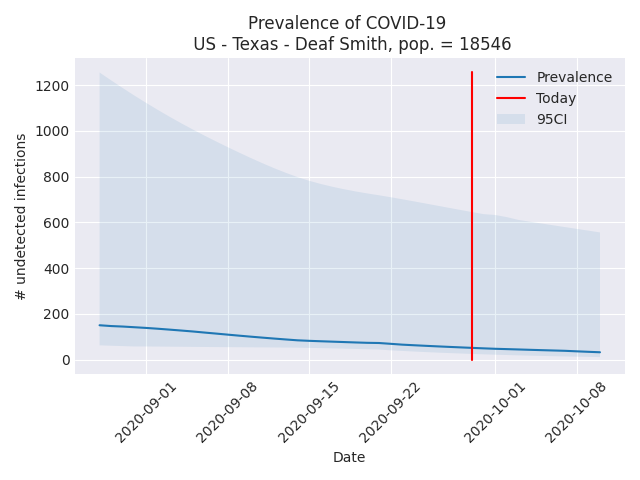 Prevalence of COVID-19
US - Texas - Deaf Smith, pop. = 18546
Prevalence
Today
95CI
# undetected infections
1200
1000
800
600
400
200
0
2020-09-01
2020-09-08
2020-09-15
2020-09-22
2020-10-01
2020-10-08
Date